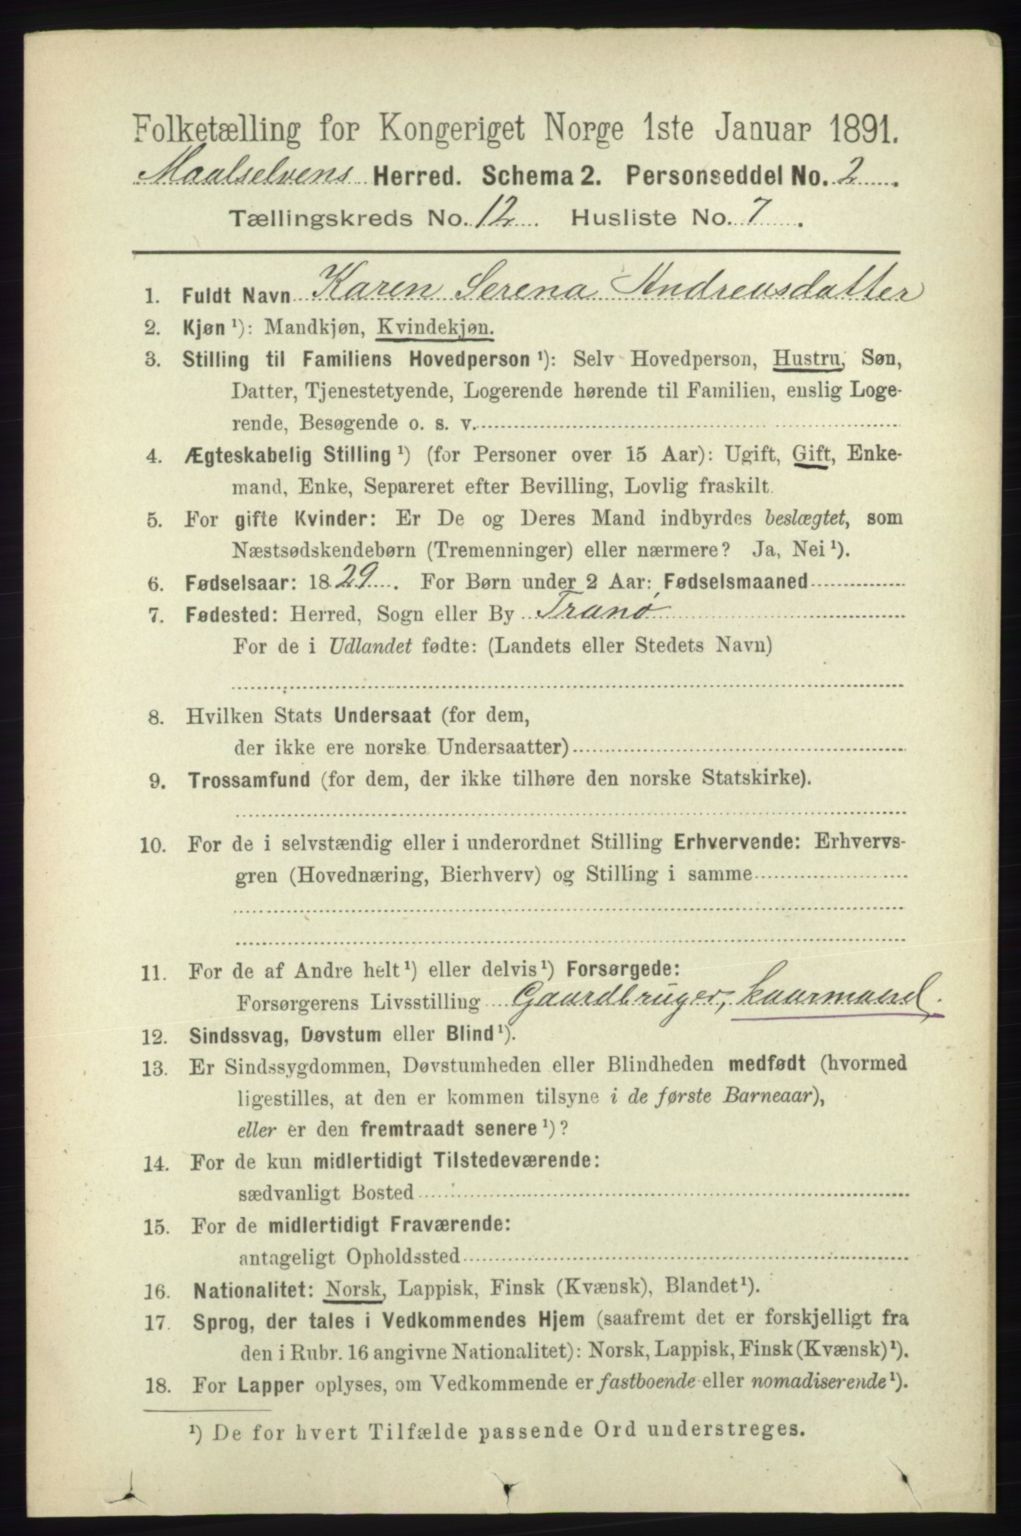 Folketælling for Kongeriget Norge 1ste Januar 1891.
Maalselvens Herred. Schema 2. Personseddel No. 2.
Tællingskreds No. 12 Husliste No. 7.
1. Fuldt Navn Karen Serena Andreasdatter
2. Kjøn ¹): Mandkjøn, Kvindekjøn.
3. Stilling til Familiens Hovedperson ¹): Selv Hovedperson, Hustru, Søn,
Datter, Tjenestetyende, Logerende hørende til Familien, enslig Loge-
rende, Besøgende o. s. v.
4. Ægteskabelig Stilling ¹) (for Personer over 15 Aar): Ugift, Gift, Enke-
mand, Enke, Separeret efter Bevilling, Lovlig fraskilt.
5. For gifte Kvinder: Er De og Deres Mand indbyrdes beslægtet, som
Næstsødskendebørn (Tremenninger) eller nærmere? Ja, Nei ¹).
6. Fødselsaar: 1829. For Børn under 2 Aar: Fødselsmaaned
7. Fødested: Herred, Sogn eller By Tranö
For de i Udlandet fødte: (Landets eller Stedets Navn)
8. Hvilken Stats Undersaat (for dem,
der ikke ere norske Undersaatter)
9. Trossamfund (for dem, der ikke tilhøre den norske Statskirke).
10. For de i selvstændig eller i underordnet Stilling Erhvervende: Erhvervs-
gren (Hovednæring, Bierhverv) og Stilling i samme
11. For de af Andre helt ¹) eller delvis ¹) Forsørgede:
Forsørgerens Livsstilling Gaardbruger, kaarmand.
12. Sindssvag, Døvstum eller Blind ¹).
13. Er Sindssygdommen, Døvstumheden eller Blindheden medfødt (hvormed
ligestilles, at den er kommen tilsyne i de første Barneaar),
eller er den fremtraadt senere ¹)?
14. For de kun midlertidigt Tilstedeværende:
sædvanligt Bosted
15. For de midlertidigt Fraværende:
antageligt Opholdssted
16. Nationalitet: Norsk, Lappisk, Finsk (Kvænsk), Blandet ¹).
17. Sprog, der tales i Vedkommendes Hjem (saafremt det er forskjelligt fra
den i Rubr. 16 angivne Nationalitet): Norsk, Lappisk, Finsk (Kvænsk) ¹).
18. For Lapper oplyses, om Vedkommende er fastboende eller nomadiserende ¹).
¹) De for hvert Tilfælde passende Ord understreges.